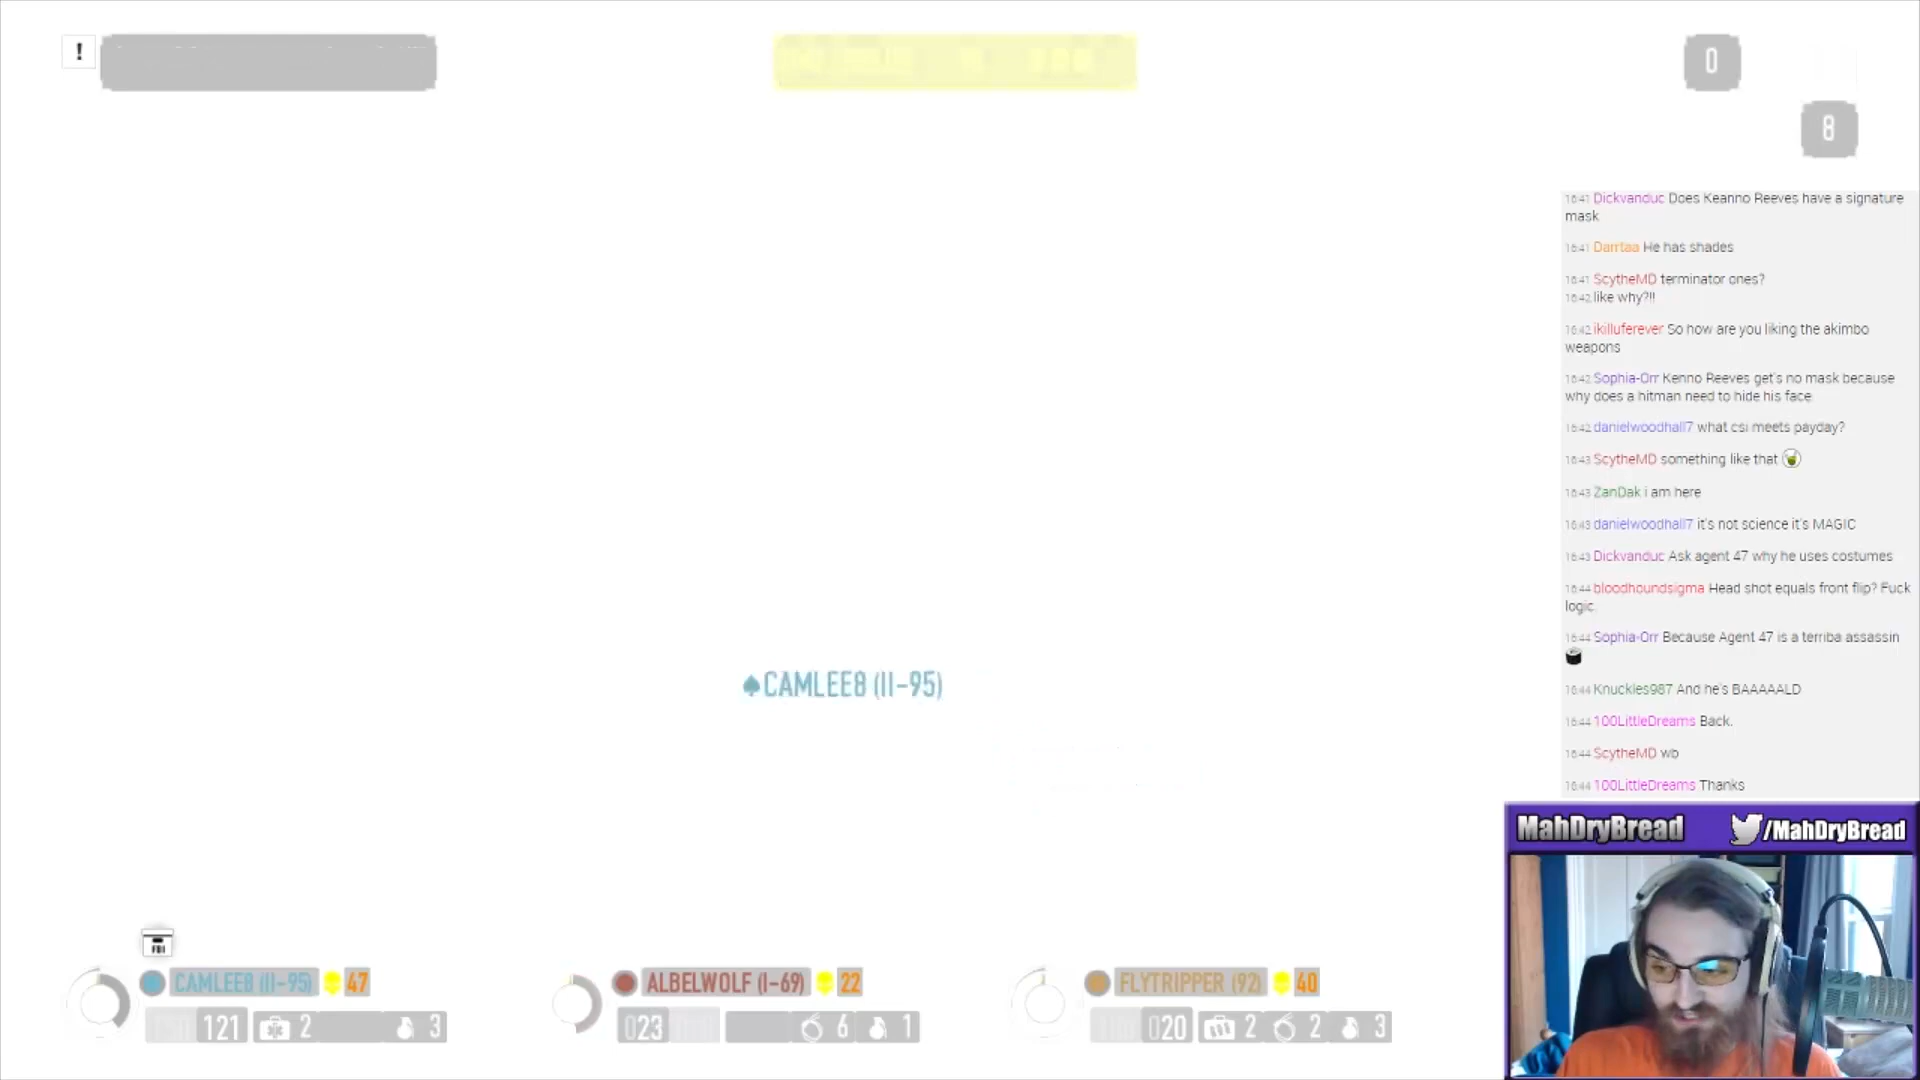 !
0
8
16:41 Dickvanduc Does Keanno Reeves have a signature
mask
16:41 Darrtaa He has shades
16:41 ScytheMD terminator ones?
16:42 like why?!!
16:42 ikilluferever So how are you liking the akimbo
weapons
16:42 Sophia-Orr Kenno Reeves get's no mask because
why does a hitman need to hide his face
16:42 danielwoodhall7 what csi meets payday?
16:43 ScytheMD something like that
16:43 ZanDak i am here
16:43 danielwoodhall7 it's not science it's MAGIC
16:43 Dickvanduc Ask agent 47 why he uses costumes
16:44 bloodhoundsigma Head shot equals front flip? Fuck
logic
16:44 Sophia-Orr Because Agent 47 is a terriba assassin
16:44 Knuckles987 And he's BAAAAALD
16:44 100LittleDreams Back.
16:44 ScytheMD wb
16:44 100LittleDreams Thanks
CAMLEE8 (II-95)
MahDryBread /MahDryBread
FBI
CAMLEE8 (II-95) 47
121 2 3
ALBELWOLF (I-69) 22
023 6 1
FLYTRIPPER (92) 40
020 2 2 3